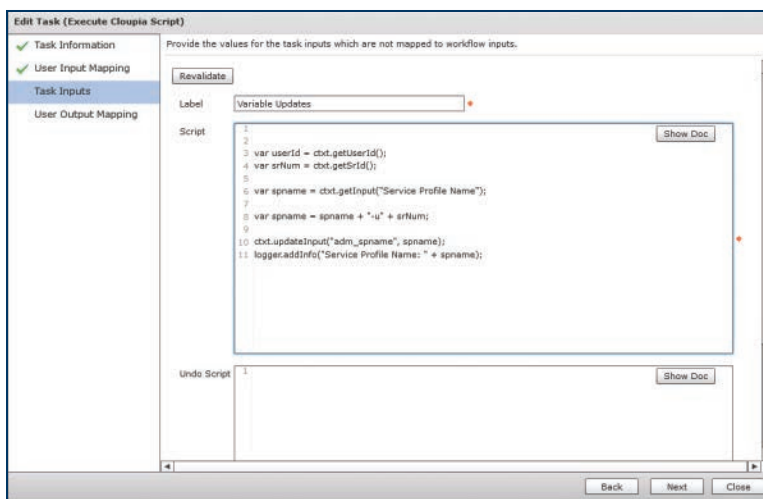 Edit Task (Execute Cloupia Script)
Task Information
User Input Mapping
Task Inputs
User Output Mapping
Provide the values for the task inputs which are not mapped to workflow inputs.
Revalidate
Label Variable Updates *
Script Show Doc
1
2
3 var userId = ctxt.getUserId();
4 var srNum = ctxt.getSrId();
5
6 var spname = ctxt.getInput("Service Profile Name");
7
8 var spname = spname + "-u" + srNum;
9
10 ctxt.updateInput("adm_spname", spname);
11 logger.addInfo("Service Profile Name: " + spname);
*
Undo Script 1 Show Doc
Back Next Close